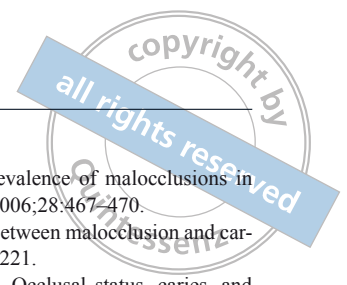 copyright by
all rights reserved
Quintessenz
evalence of malocclusions in
006;28:467–470.
between malocclusion and car-
221.
Occlusal status, caries, and